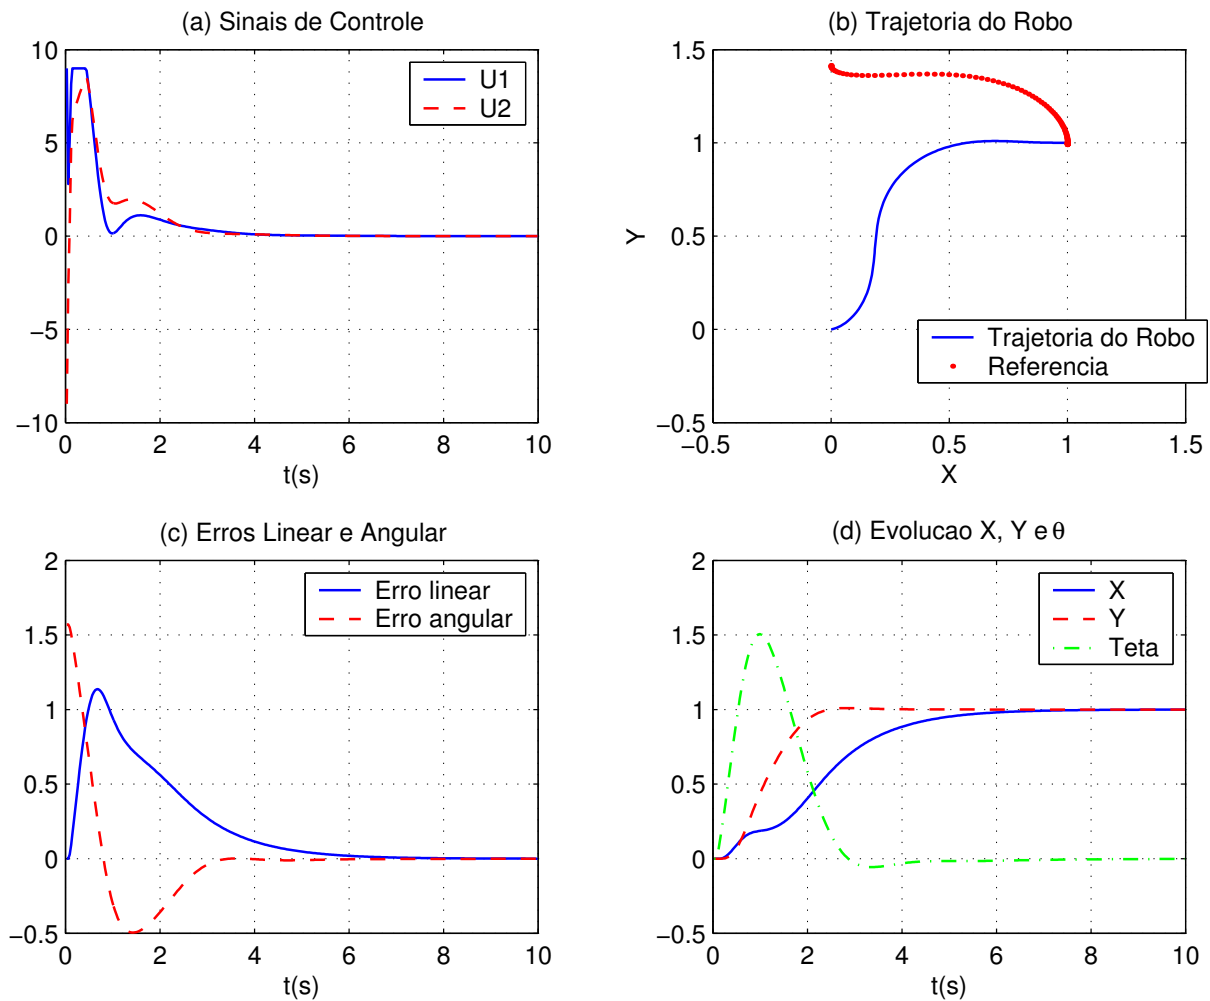 (a) Sinais de Controle
10
5
0
−5
−10
0 2 4 6 8 10
t(s)
U1
U2
(b) Trajetoria do Robo
1.5
1
0.5
0
−0.5
−0.5 0 0.5 1 1.5
Y
X
Trajetoria do Robo
Referencia
(c) Erros Linear e Angular
2
1.5
1
0.5
0
−0.5
0 2 4 6 8 10
t(s)
Erro linear
Erro angular
(d) Evolucao X, Y e θ
2
1.5
1
0.5
0
−0.5
0 2 4 6 8 10
t(s)
X
Y
Teta